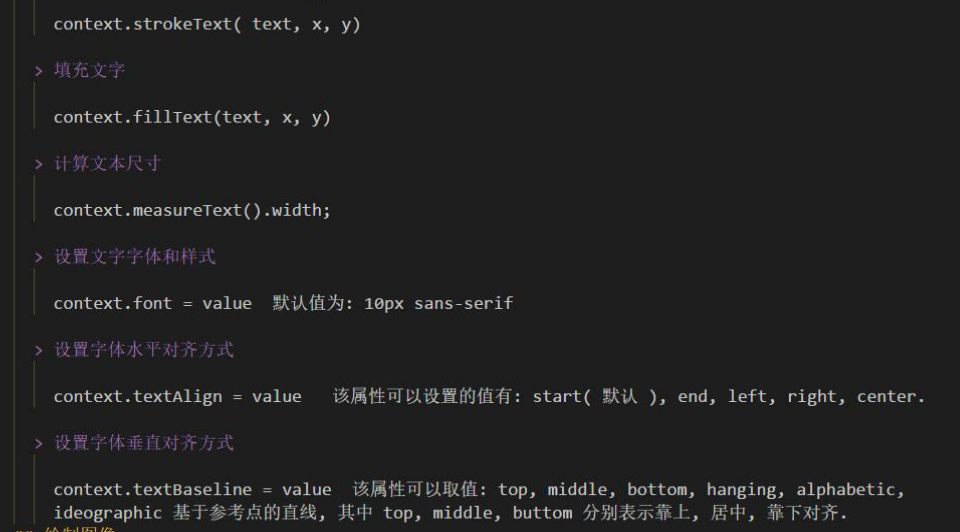 context.strokeText( text, x, y)
> 填充文字
context.fillText(text, x, y)
> 计算文本尺寸
context.measureText().width;
> 设置文字字体和样式
context.font = value  默认值为: 10px sans-serif
> 设置字体水平对齐方式
context.textAlign = value   该属性可以设置的值有: start( 默认 ), end, left, right, center.
> 设置字体垂直对齐方式
context.textBaseline = value  该属性可以取值: top, middle, bottom, hanging, alphabetic,
ideographic 基于参考点的直线, 其中 top, middle, buttom 分别表示靠上, 居中, 靠下对齐.